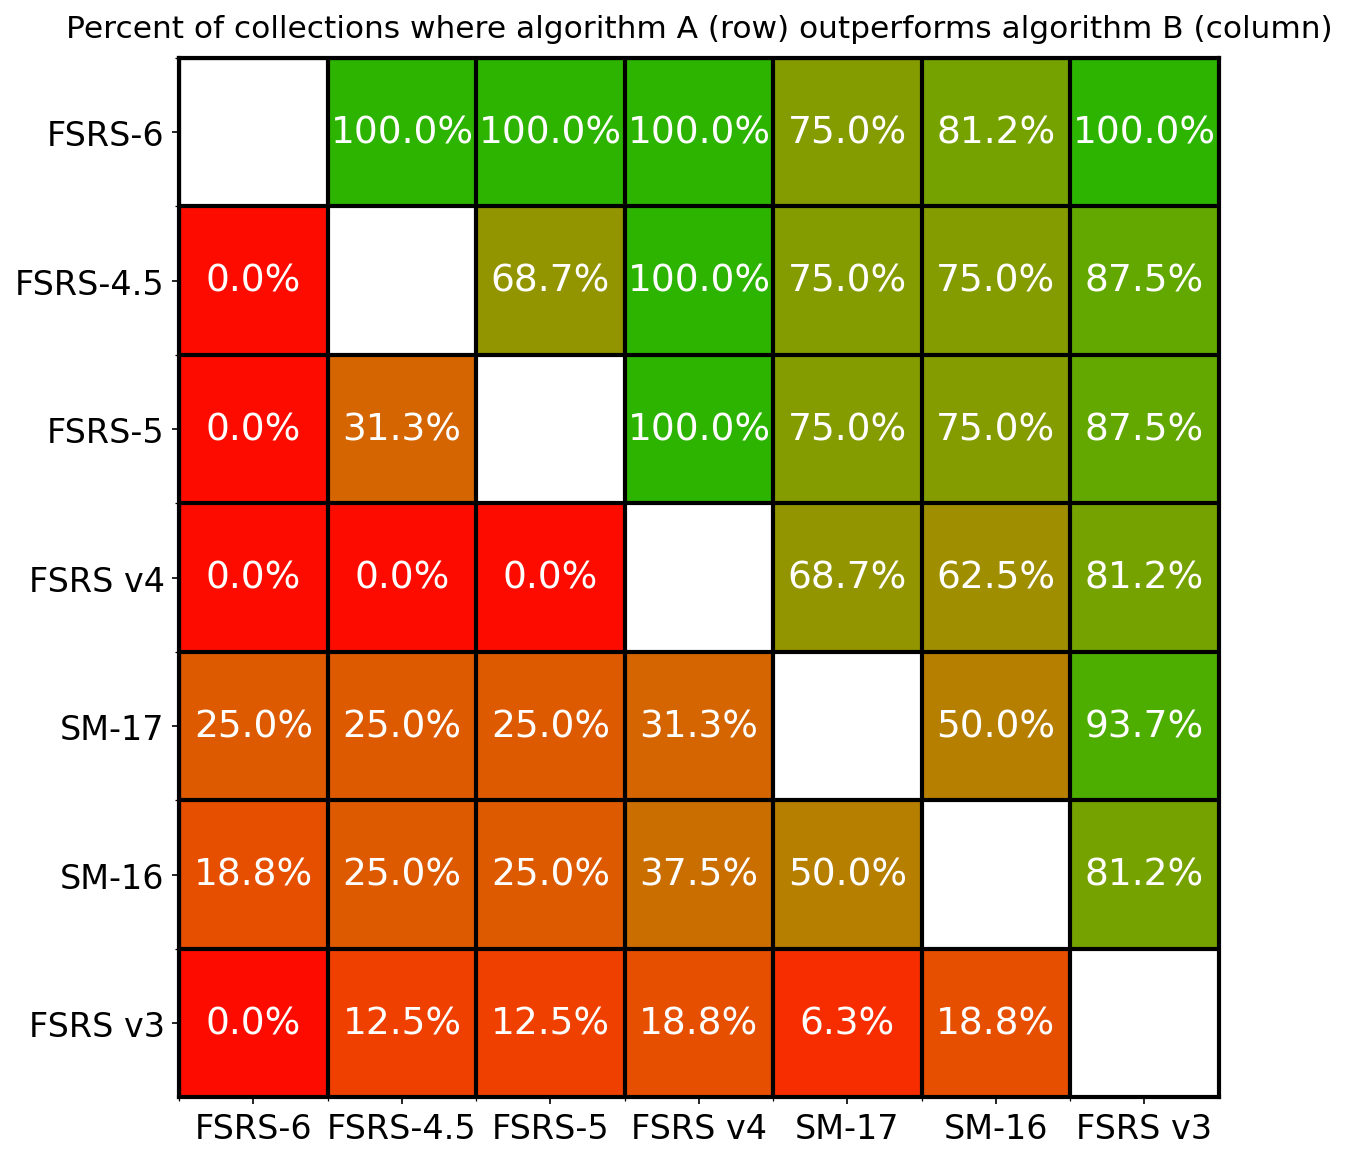 Percent of collections where algorithm A (row) outperforms algorithm B (column)
FSRS-6 100.0% 100.0% 100.0% 75.0% 81.2% 100.0%
FSRS-4.5 0.0% 68.7% 100.0% 75.0% 75.0% 87.5%
FSRS-5 0.0% 31.3% 100.0% 75.0% 75.0% 87.5%
FSRS v4 0.0% 0.0% 0.0% 68.7% 62.5% 81.2%
SM-17 25.0% 25.0% 25.0% 31.3% 50.0% 93.7%
SM-16 18.8% 25.0% 25.0% 37.5% 50.0% 81.2%
FSRS v3 0.0% 12.5% 12.5% 18.8% 6.3% 18.8%
FSRS-6 FSRS-4.5 FSRS-5 FSRS v4 SM-17 SM-16 FSRS v3